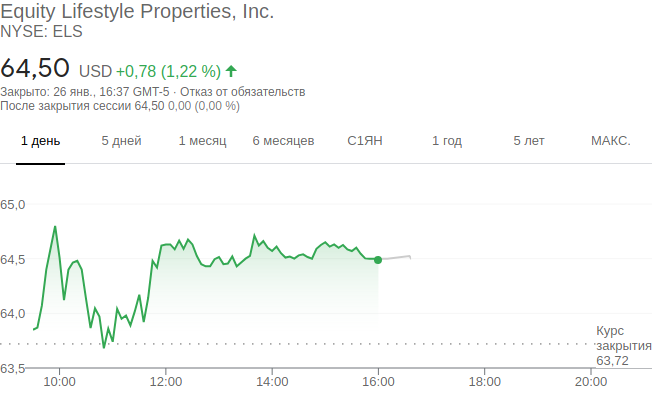 Equity Lifestyle Properties, Inc.
NYSE: ELS
64,50 USD +0,78 (1,22 %)
Закрыто: 26 янв., 16:37 GMT-5 · Отказ от обязательств
После закрытия сессии 64,50 0,00 (0,00 %)
1 день 5 дней 1 месяц 6 месяцев С1ЯН 1 год 5 лет МАКС.
65,0
64,5
64,0
Курс
закрытия
63,72
63,5
10:00 12:00 14:00 16:00 18:00 20:00